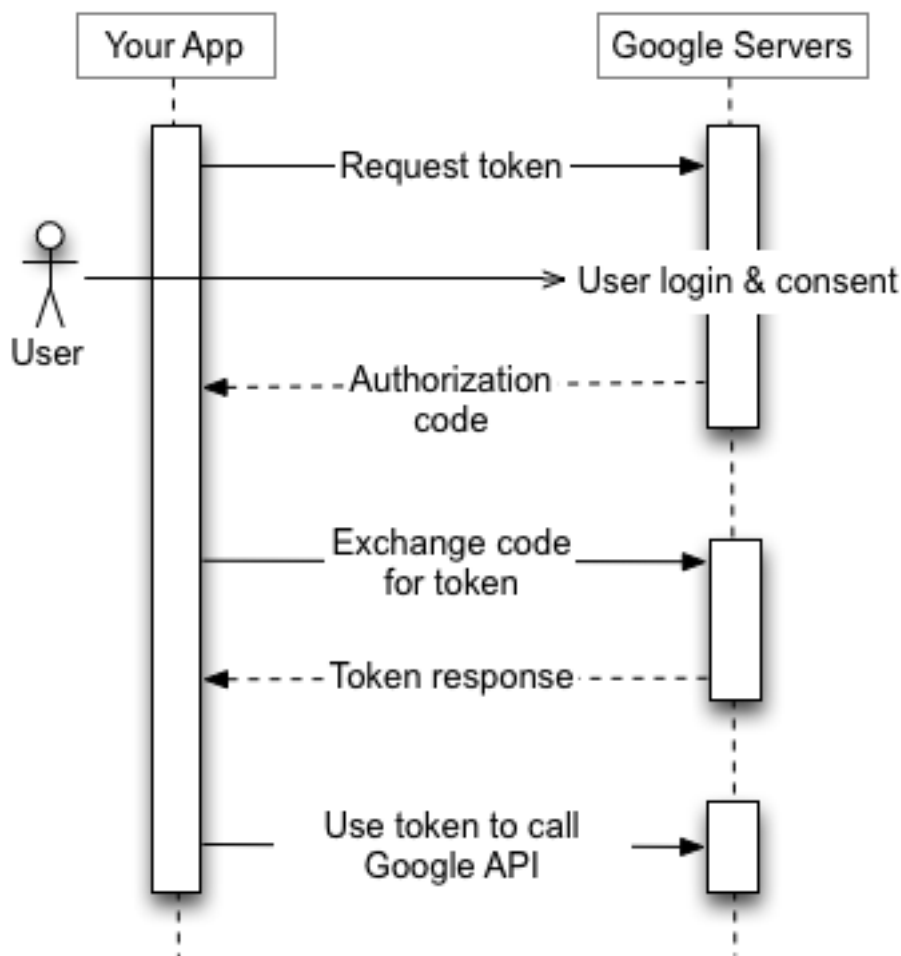 Your App
Google Servers
Request token
User login & consent
User
Authorization
code
Exchange code
for token
Token response
Use token to call
Google API